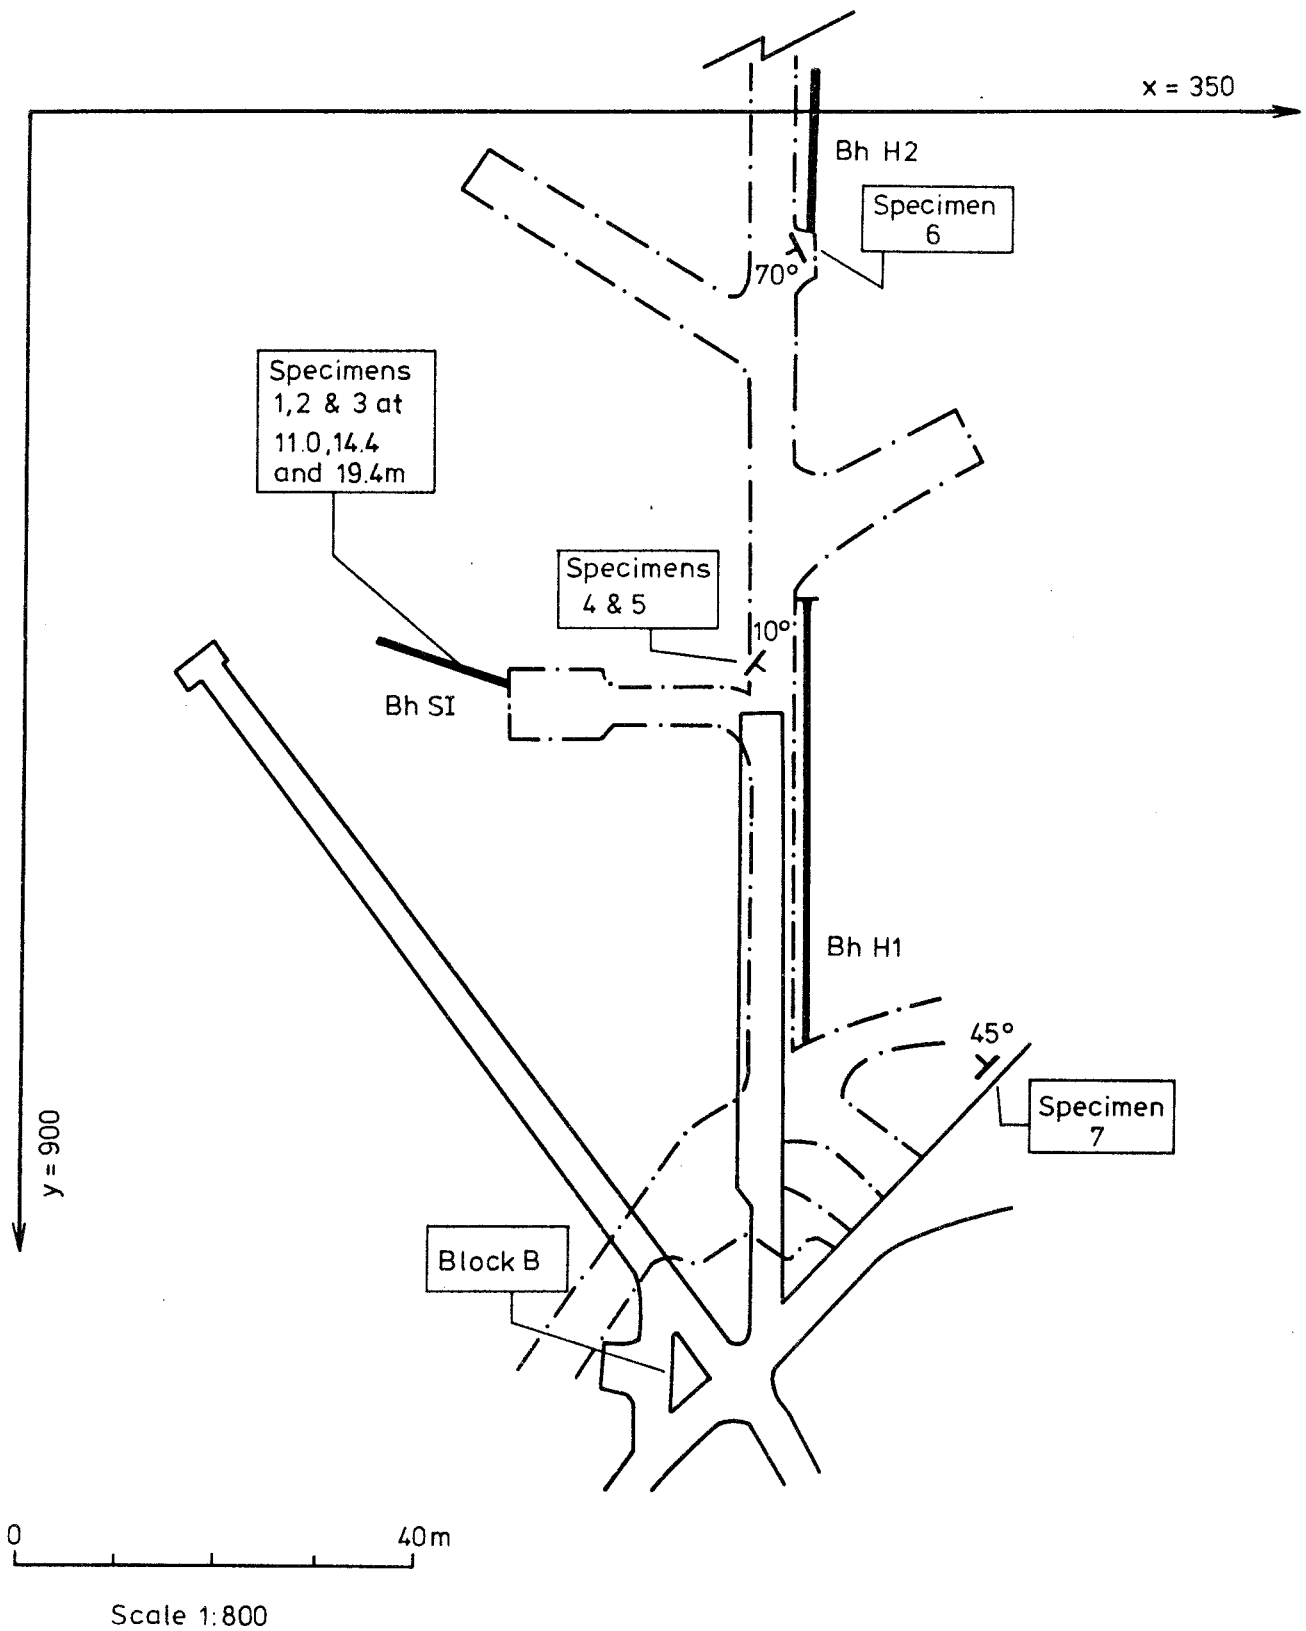 x = 350
Bh H2
Specimen
6
70°
Specimens
1,2 & 3 at
11.0,14.4
and 19.4m
Specimens
4 & 5
10°
Bh SI
Bh H1
45°
Specimen
7
y = 900
Block B
0
40m
Scale 1:800